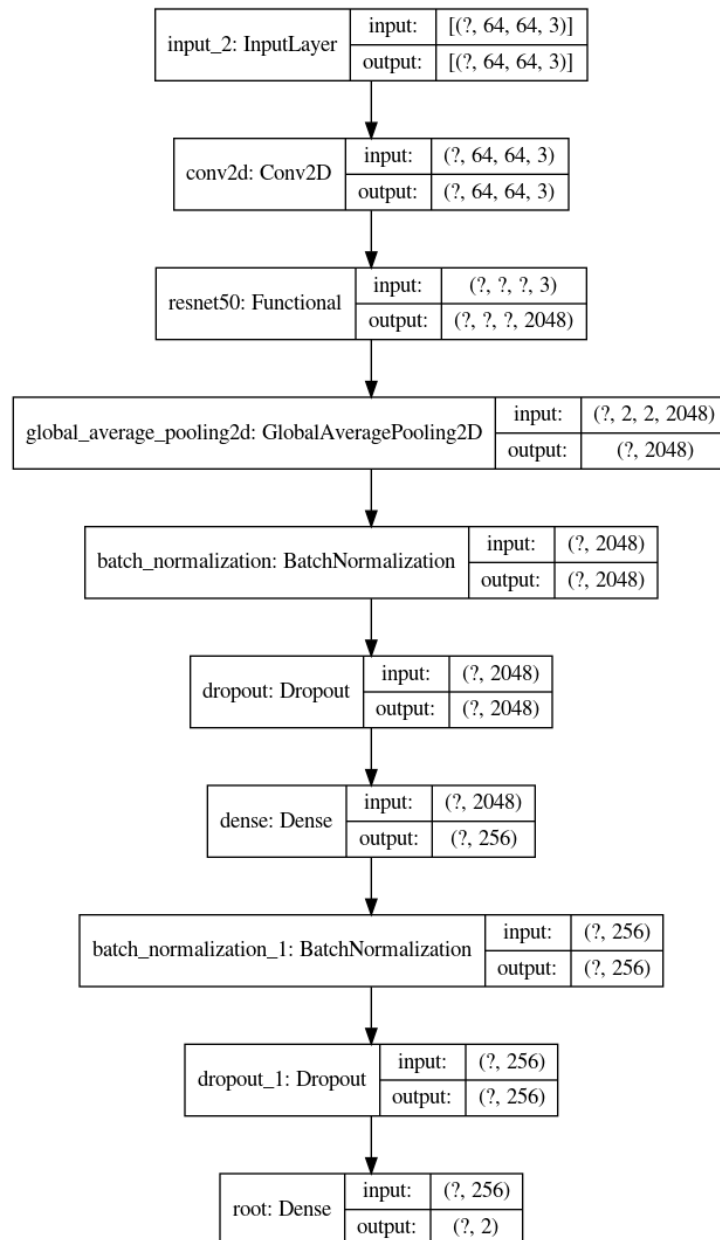 input_2: InputLayer
input: [(?, 64, 64, 3)]
output: [(?, 64, 64, 3)]
conv2d: Conv2D
input: (?, 64, 64, 3)
output: (?, 64, 64, 3)
resnet50: Functional
input: (?, ?, ?, 3)
output: (?, ?, ?, 2048)
global_average_pooling2d: GlobalAveragePooling2D
input: (?, 2, 2, 2048)
output: (?, 2048)
batch_normalization: BatchNormalization
input: (?, 2048)
output: (?, 2048)
dropout: Dropout
input: (?, 2048)
output: (?, 2048)
dense: Dense
input: (?, 2048)
output: (?, 256)
batch_normalization_1: BatchNormalization
input: (?, 256)
output: (?, 256)
dropout_1: Dropout
input: (?, 256)
output: (?, 256)
root: Dense
input: (?, 256)
output: (?, 2)